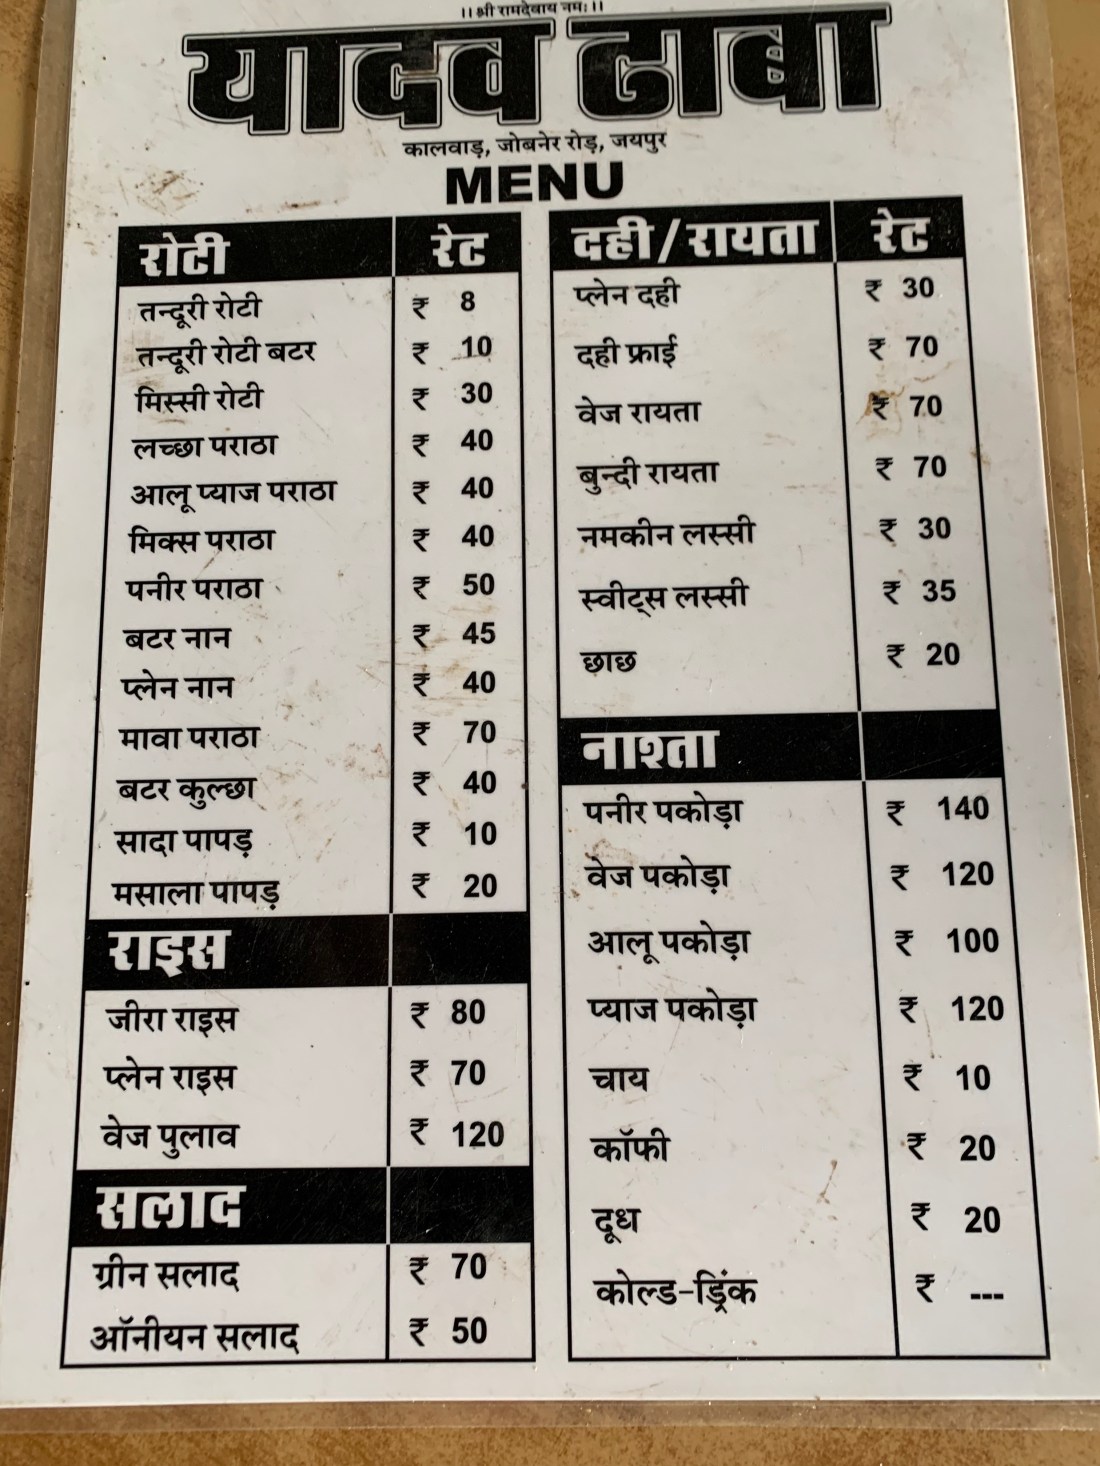 ।। श्री रामदेवाय नम: ।।
यादव ढाबा
कालवाड़, जोबनेर रोड़, जयपुर
MENU
रोटी रेट
तन्दूरी रोटी ₹ 8
तन्दूरी रोटी बटर ₹ 10
मिस्सी रोटी ₹ 30
लच्छा पराठा ₹ 40
आलू प्याज पराठा ₹ 40
मिक्स पराठा ₹ 40
पनीर पराठा ₹ 50
बटर नान ₹ 45
प्लेन नान ₹ 40
मावा पराठा ₹ 70
बटर कुल्छा ₹ 40
सादा पापड़ ₹ 10
मसाला पापड़ ₹ 20
राइस
जीरा राइस ₹ 80
प्लेन राइस ₹ 70
वेज पुलाव ₹ 120
सलाद
ग्रीन सलाद ₹ 70
ऑनीयन सलाद ₹ 50
दही/रायता रेट
प्लेन दही ₹ 30
दही फ्राई ₹ 70
वेज रायता ₹ 70
बुन्दी रायता ₹ 70
नमकीन लस्सी ₹ 30
स्वीट्स लस्सी ₹ 35
छाछ ₹ 20
नाश्ता
पनीर पकोड़ा ₹ 140
वेज पकोड़ा ₹ 120
आलू पकोड़ा ₹ 100
प्याज पकोड़ा ₹ 120
चाय ₹ 10
कॉफी ₹ 20
दूध ₹ 20
कोल्ड-ड्रिंक ₹ ---